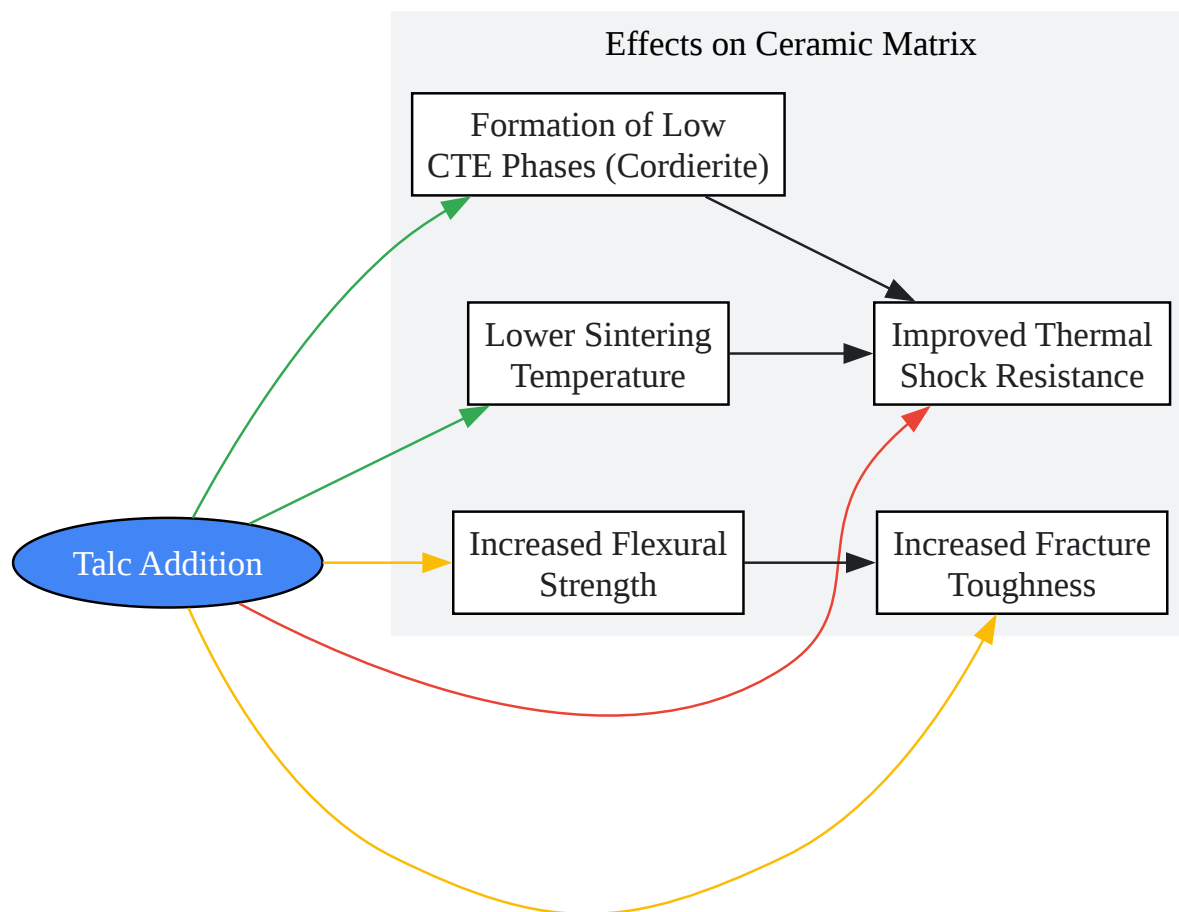 Effects on Ceramic Matrix
Formation of Low
CTE Phases (Cordierite)
Lower Sintering
Temperature
Improved Thermal
Shock Resistance
Talc Addition
Increased Flexural
Strength
Increased Fracture
Toughness